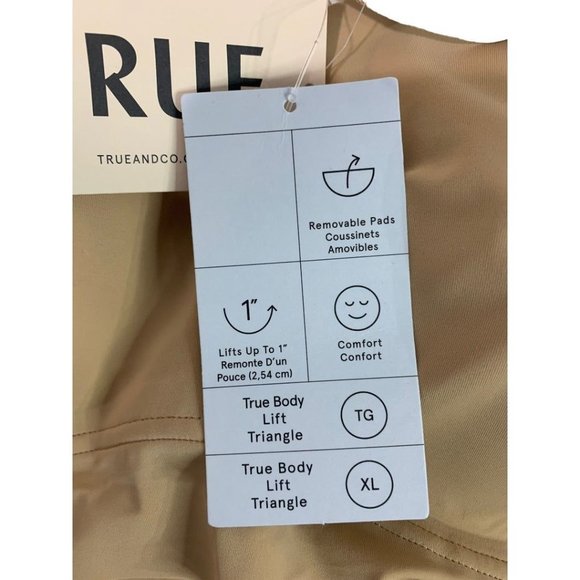 RUE
TRUEANDCO.
Removable Pads
Coussinets
Amovibles
1"
Lifts Up To 1"
Remonte D'un
Pouce (2,54 cm)
Comfort
Confort
True Body
Lift
Triangle
TG
True Body
Lift
Triangle
XL